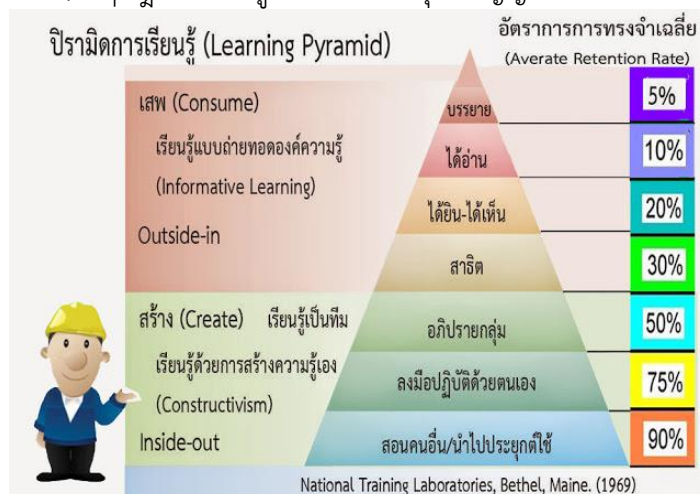 ปิรามิดการเรียนรู้ (Learning Pyramid)
อัตราการการทรงจำเฉลี่ย
(Averate Retention Rate)
เสพ (Consume)
เรียนรู้แบบถ่ายทอดองค์ความรู้
(Informative Learning)
Outside-in
สร้าง (Create) เรียนรู้เป็นทีม
เรียนรู้ด้วยการสร้างความรู้เอง
(Constructivism)
Inside-out
บรรยาย 5%
ได้อ่าน 10%
ได้ยิน-ได้เห็น 20%
สาธิต 30%
อภิปรายกลุ่ม 50%
ลงมือปฏิบัติด้วยตนเอง 75%
สอนคนอื่น/นำไปประยุกต์ใช้ 90%
National Training Laboratories, Bethel, Maine. (1969)